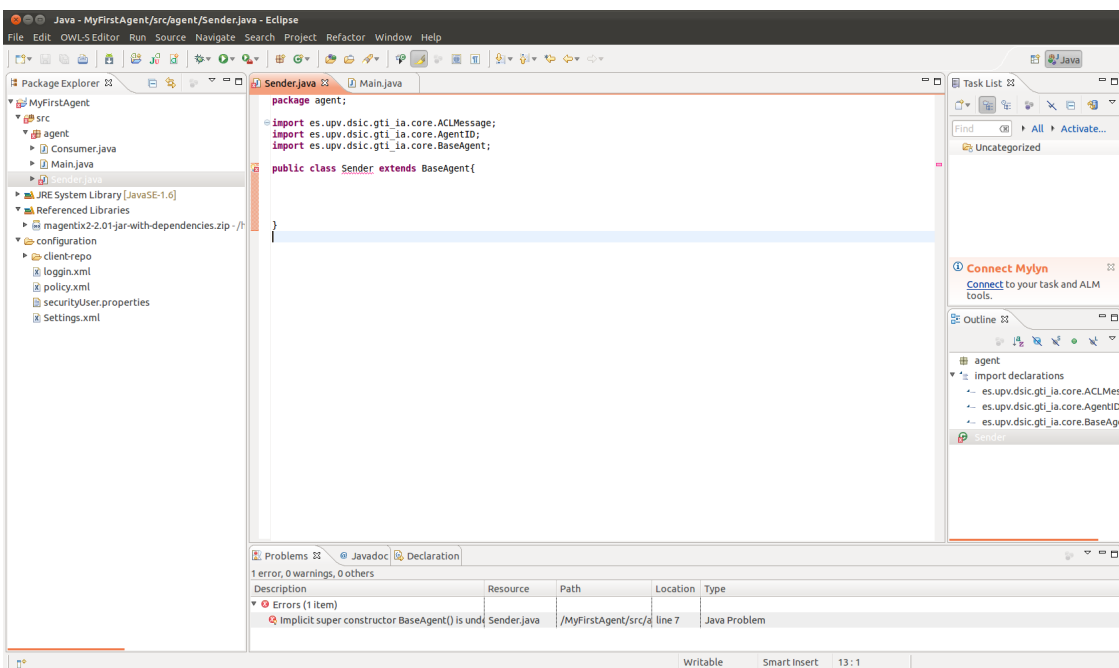 Java - MyFirstAgent/src/agent/Sender.java - Eclipse
File Edit OWL-S Editor Run Source Navigate Search Project Refactor Window Help
Java
Package Explorer
MyFirstAgent
src
agent
Consumer.java
Main.java
Sender.java
JRE System Library [JavaSE-1.6]
Referenced Libraries
magentix2-2.01-jar-with-dependencies.zip - /h
configuration
client-repo
loggin.xml
policy.xml
securityUser.properties
Settings.xml
Sender.java
Main.java
package agent;
import es.upv.dsic.gti_ia.core.ACLMessage;
import es.upv.dsic.gti_ia.core.AgentID;
import es.upv.dsic.gti_ia.core.BaseAgent;
public class Sender extends BaseAgent{
}
Task List
Find All Activate...
Uncategorized
Connect Mylyn
Connect to your task and ALM
tools.
Outline
agent
import declarations
es.upv.dsic.gti_ia.core.ACLMes
es.upv.dsic.gti_ia.core.AgentID
es.upv.dsic.gti_ia.core.BaseAge
Sender
Problems @ Javadoc Declaration
1 error, 0 warnings, 0 others
Description Resource Path Location Type
Errors (1 item)
Implicit super constructor BaseAgent() is unde Sender.java /MyFirstAgent/src/a line 7 Java Problem
Writable Smart Insert 13 : 1